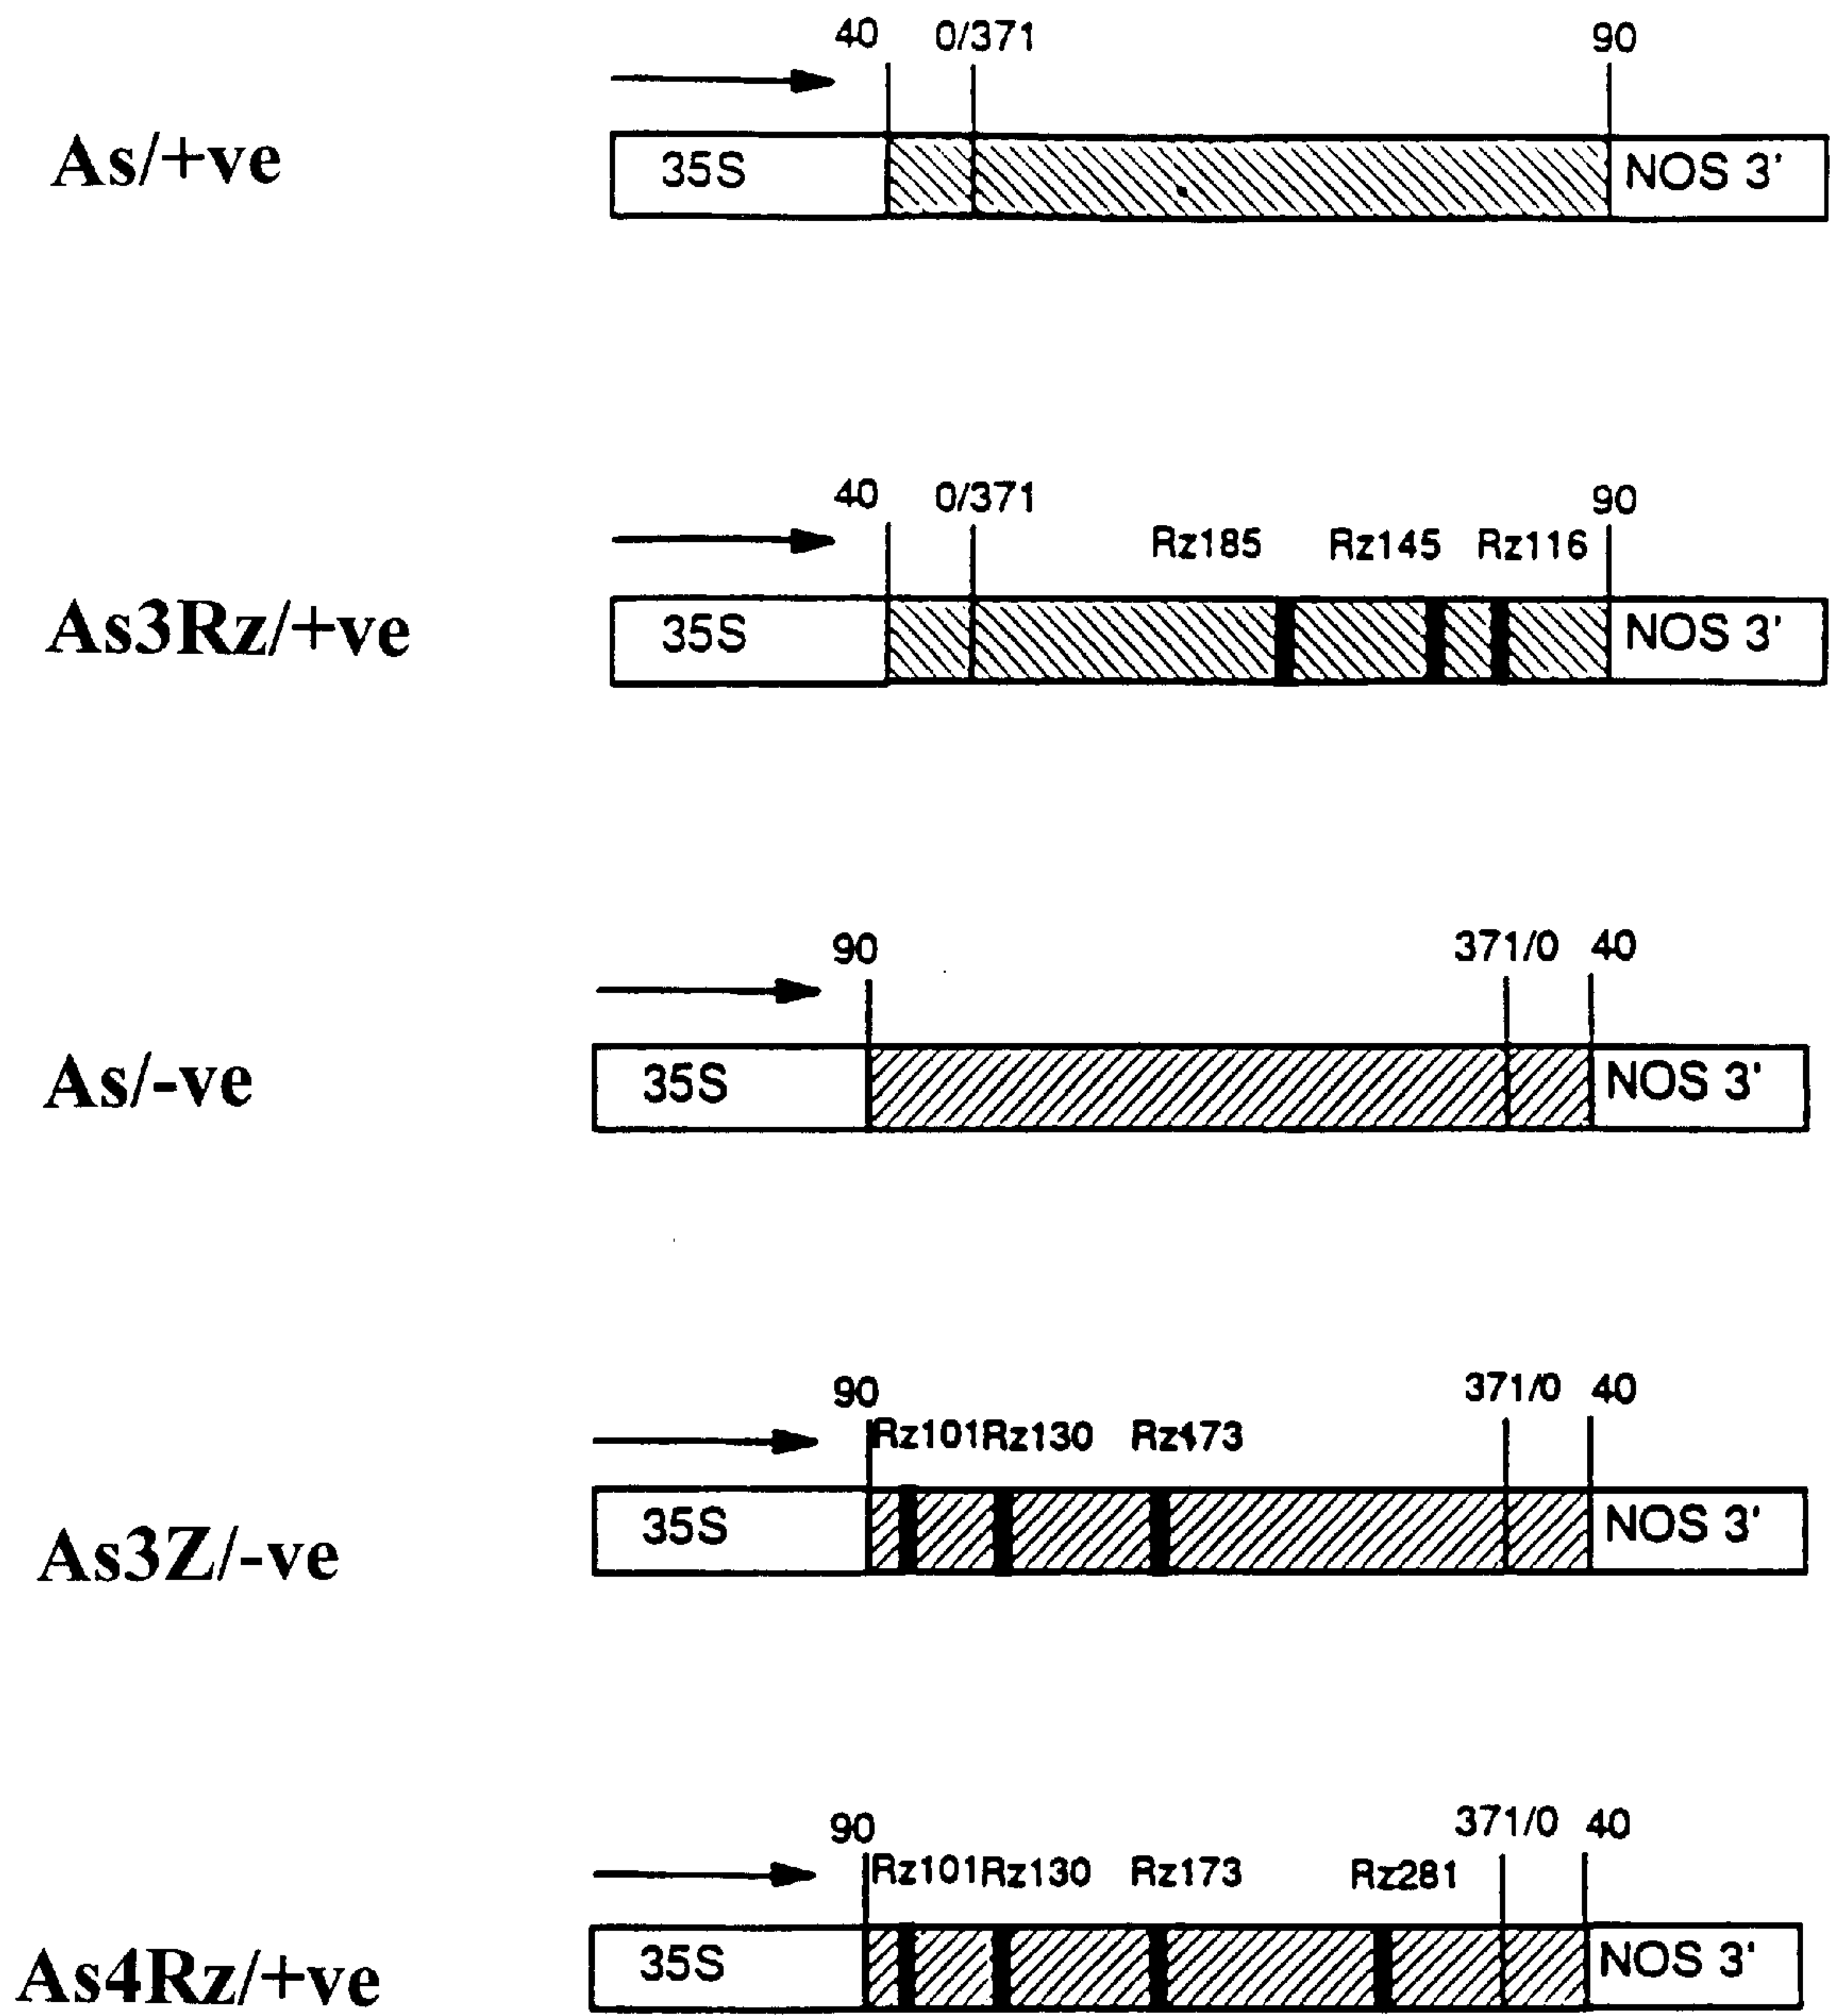 40 0/371 90
As/+ve 35S NOS 3'
40 0/371 90
Rz185 Rz145 Rz116
As3Rz/+ve 35S NOS 3'
90 371/0 40
As/-ve 35S NOS 3'
90 371/0 40
Rz101 Rz130 Rz173
As3Z/-ve 35S NOS 3'
90 371/0 40
Rz101 Rz130 Rz173 Rz281
As4Rz/+ve 35S NOS 3'